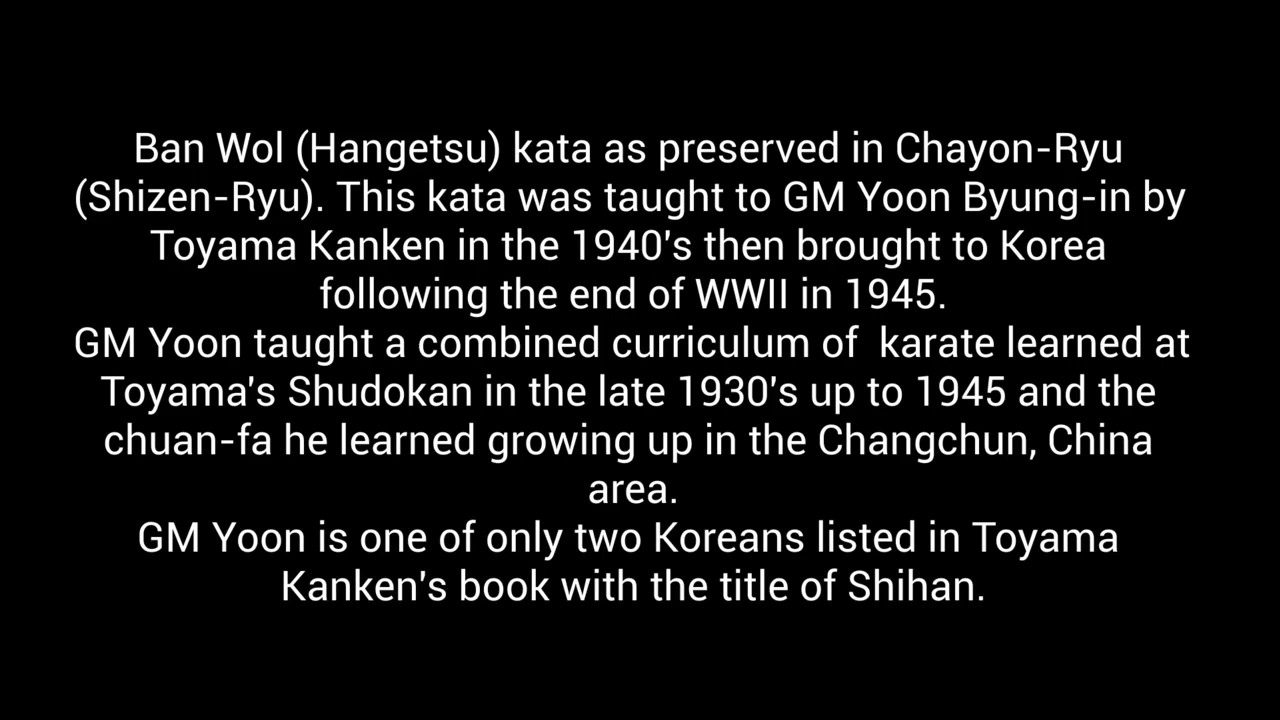 Ban Wol (Hangetsu) kata as preserved in Chayon-Ryu
(Shizen-Ryu). This kata was taught to GM Yoon Byung-in by
Toyama Kanken in the 1940's then brought to Korea
following the end of WWII in 1945.
GM Yoon taught a combined curriculum of  karate learned at
Toyama's Shudokan in the late 1930's up to 1945 and the
chuan-fa he learned growing up in the Changchun, China
area.
GM Yoon is one of only two Koreans listed in Toyama
Kanken's book with the title of Shihan.